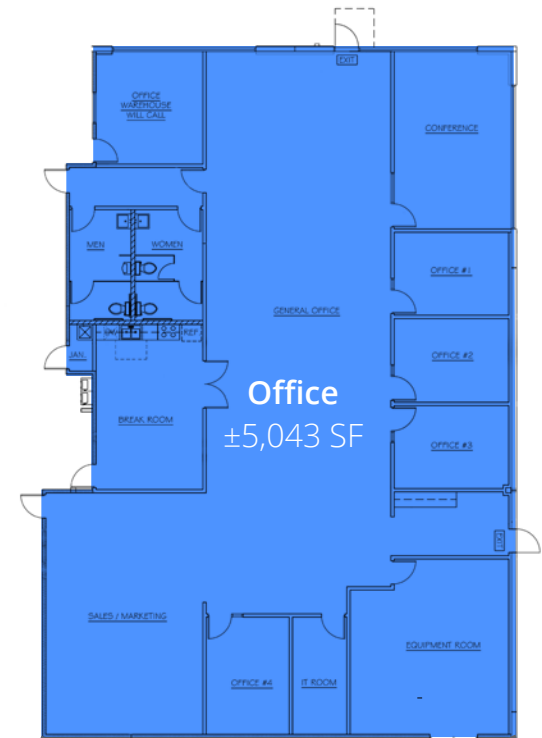 EXIT
OFFICE
WAREHOUSE
WILL CALL
CONFERENCE
MEN
WOMEN
OFFICE #1
GENERAL OFFICE
REF
JAN.
OFFICE #2
Office
BREAK ROOM
±5,043 SF
OFFICE #3
EXIT
SALES / MARKETING
EQUIPMENT ROOM
OFFICE #4
IT ROOM